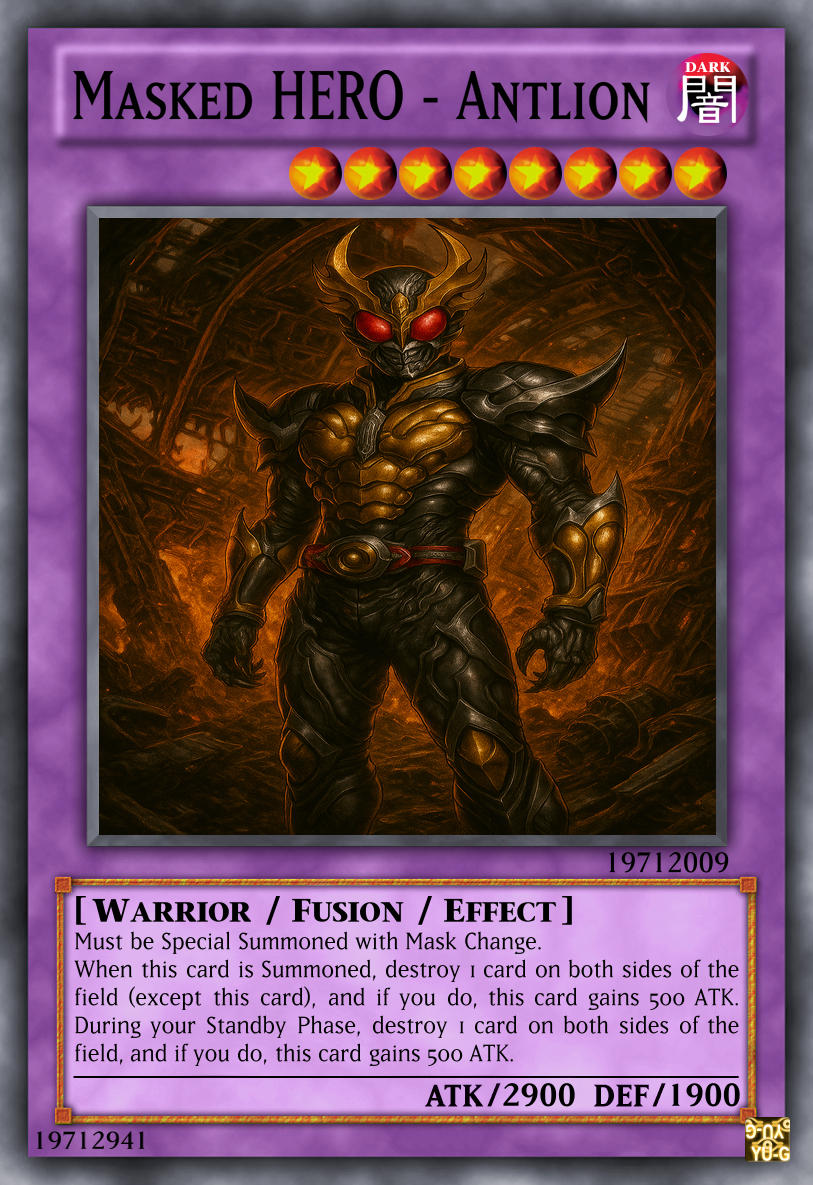 Masked HERO - Antlion
DARK
闇
19712009
[ Warrior / Fusion / Effect ]
Must be Special Summoned with Mask Change.
When this card is Summoned, destroy 1 card on both sides of the
field (except this card), and if you do, this card gains 500 ATK.
During your Standby Phase, destroy 1 card on both sides of the
field, and if you do, this card gains 500 ATK.
ATK/2900 DEF/1900
19712941